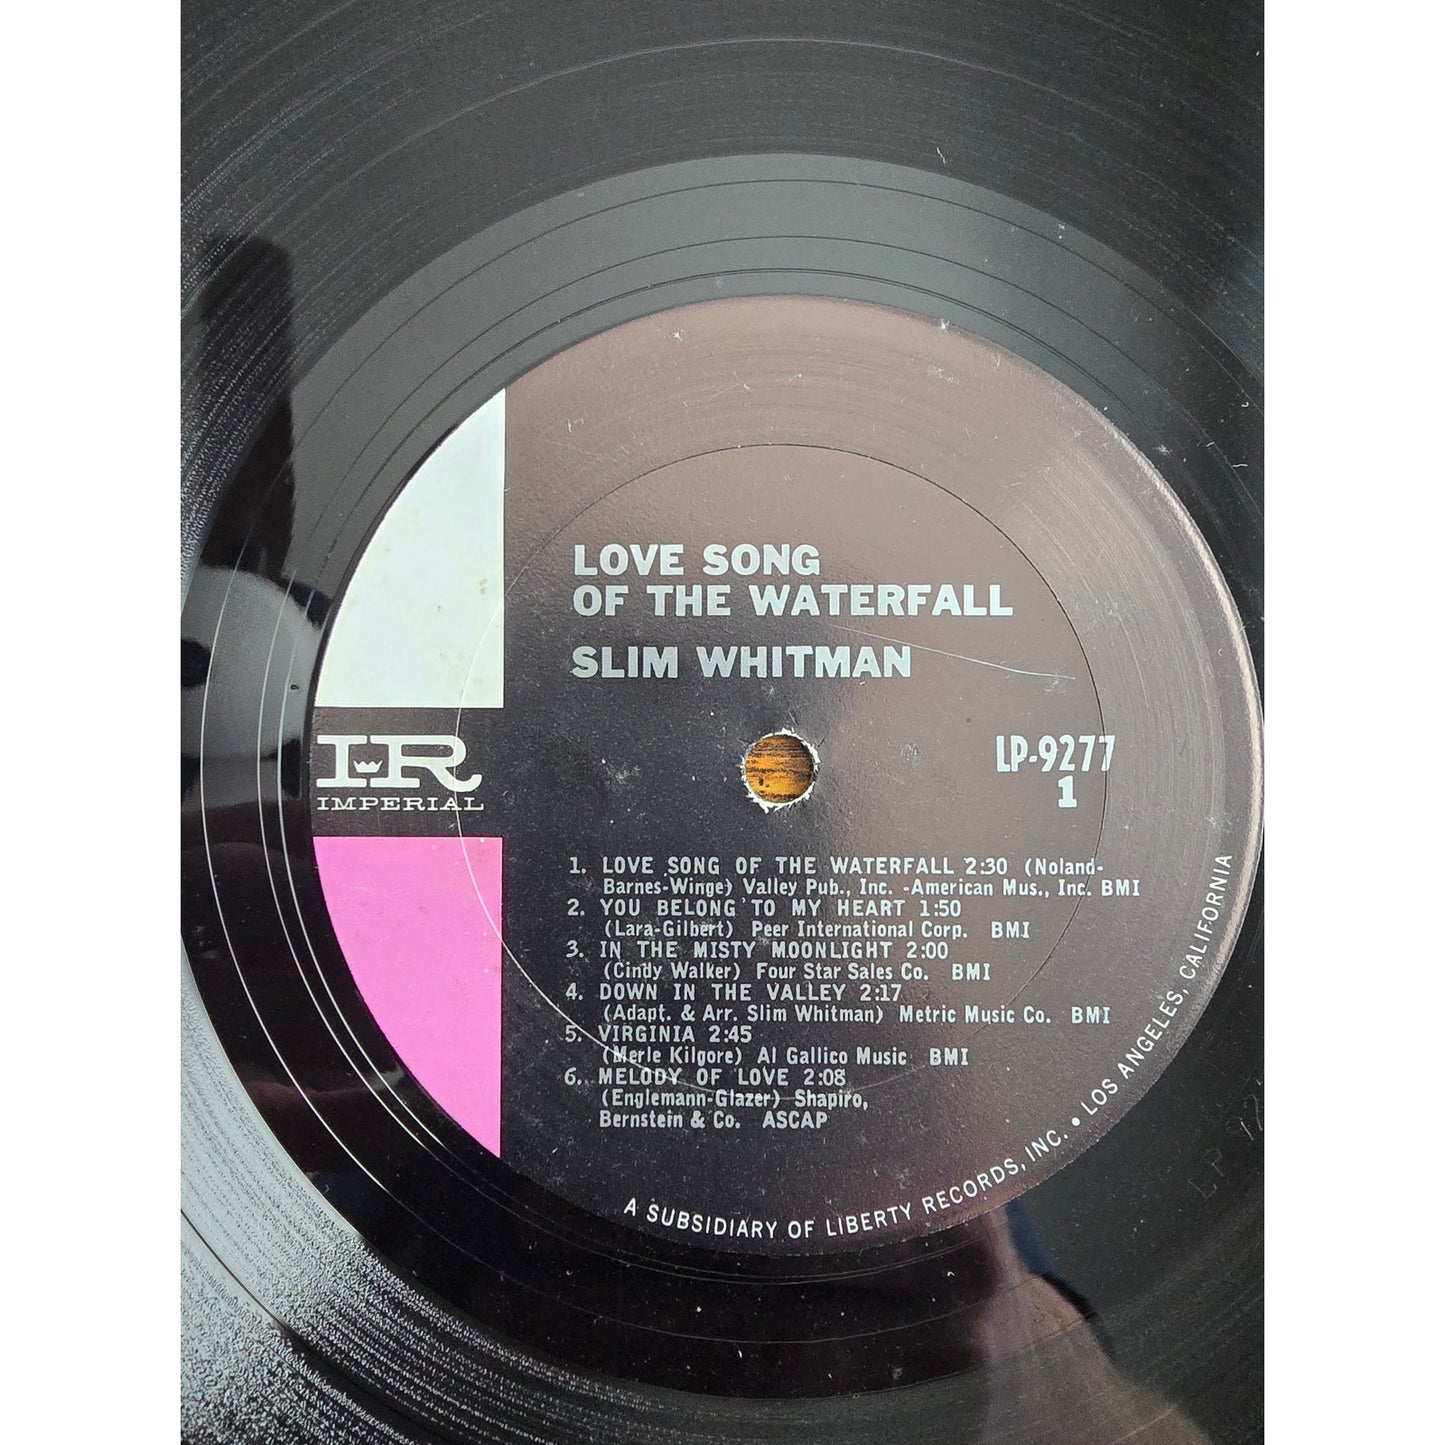 LOVE SONG
OF THE WATERFALL
SLIM WHITMAN
IR
IMPERIAL
LP-9277
1
1. LOVE SONG OF THE WATERFALL 2:30 (Noland-
Barnes-Winge) Valley Pub., Inc. -American Mus., Inc. BMI
2. YOU BELONG TO MY HEART 1:50
(Lara-Gilbert) Peer International Corp. BMI
3. IN THE MISTY MOONLIGHT 2:00
(Cindy Walker) Four Star Sales Co. BMI
4. DOWN IN THE VALLEY 2:17
(Adapt. & Arr. Slim Whitman) Metric Music Co. BMI
5. VIRGINIA 2:45
(Merle Kilgore) Al Gallico Music BMI
6. MELODY OF LOVE 2:08
(Englemann-Glazer) Shapiro,
Bernstein & Co. ASCAP
A SUBSIDIARY OF LIBERTY RECORDS, INC. • LOS ANGELES, CALIFORNIA